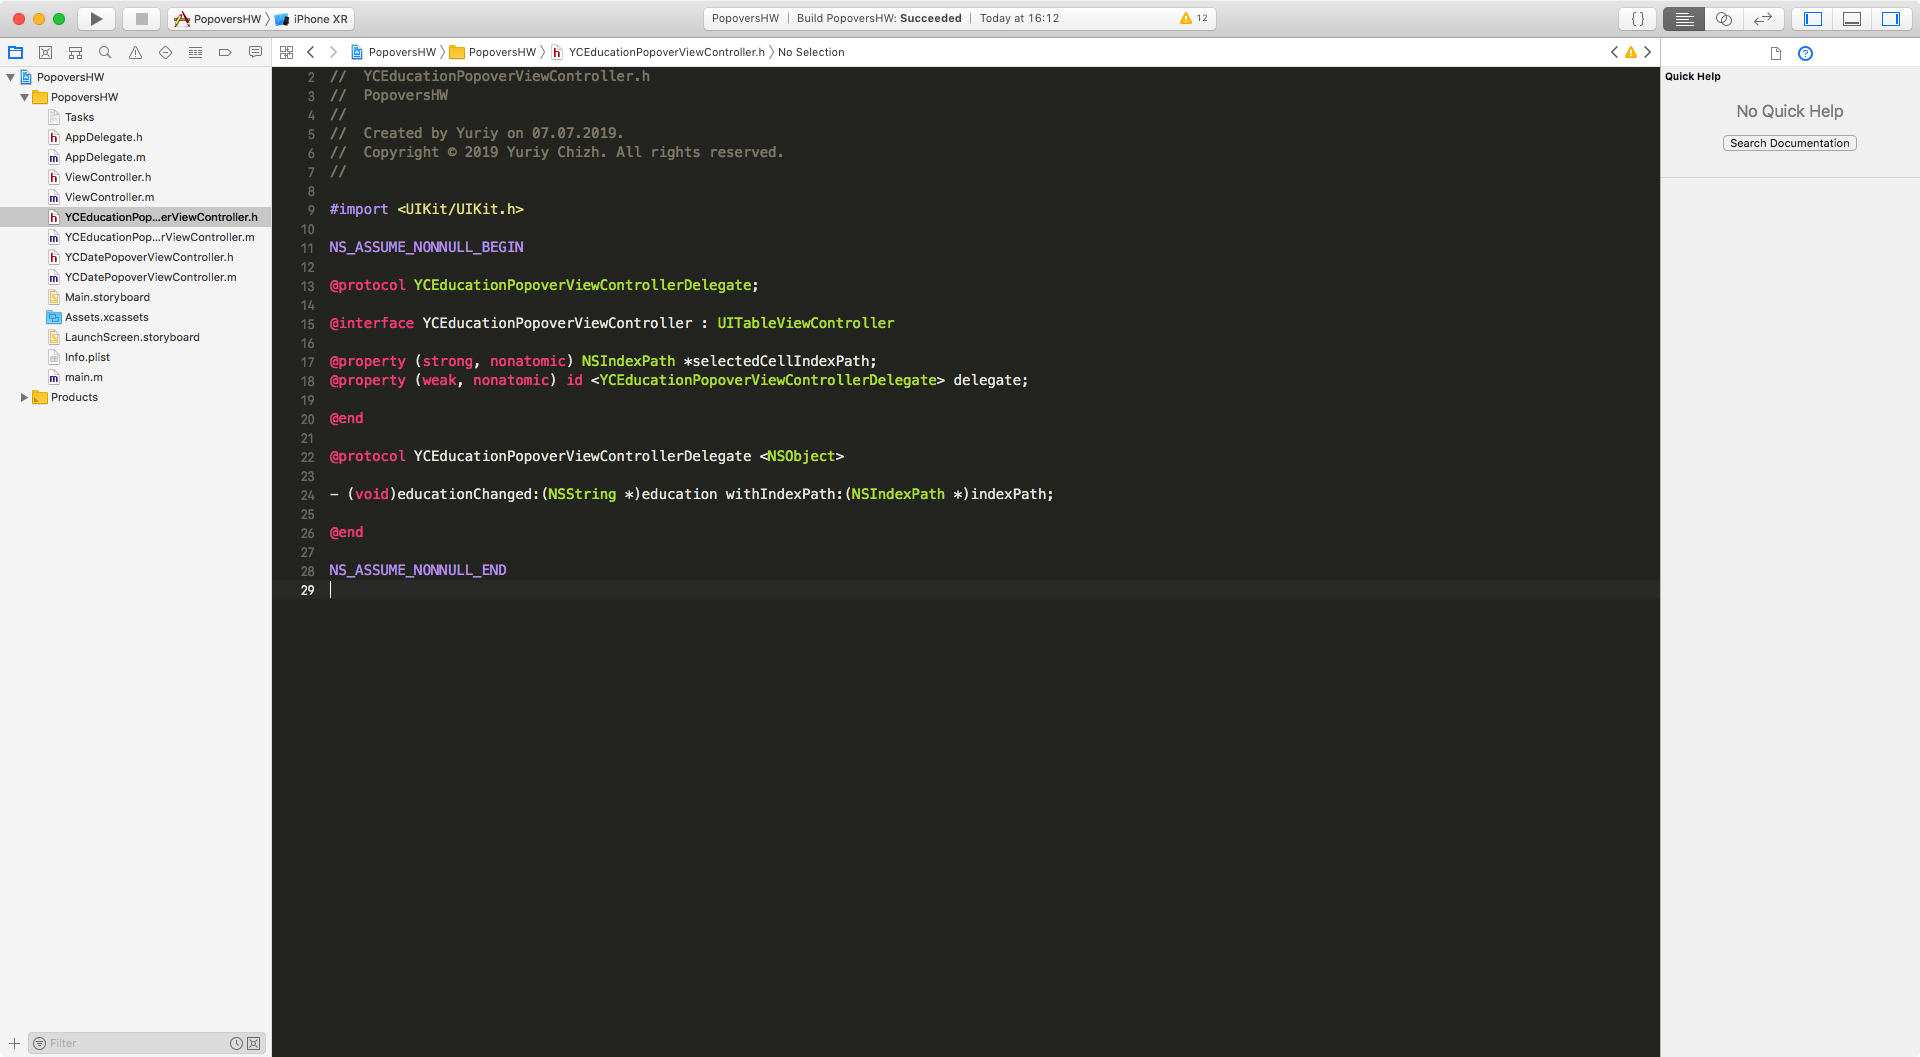 PopoversHW iPhone XR
PopoversHW Build PopoversHW: Succeeded Today at 16:12 12
{ }
PopoversHW PopoversHW h YCEducationPopoverViewController.h No Selection
PopoversHW
PopoversHW
Tasks
h AppDelegate.h
m AppDelegate.m
h ViewController.h
m ViewController.m
h YCEducationPop...erViewController.h
m YCEducationPop...rViewController.m
h YCDatePopoverViewController.h
m YCDatePopoverViewController.m
Main.storyboard
Assets.xcassets
LaunchScreen.storyboard
Info.plist
m main.m
Products
Filter
2 //  YCEducationPopoverViewController.h
3 //  PopoversHW
4 //
5 //  Created by Yuriy on 07.07.2019.
6 //  Copyright © 2019 Yuriy Chizh. All rights reserved.
7 //
8
9 #import <UIKit/UIKit.h>
10
11 NS_ASSUME_NONNULL_BEGIN
12
13 @protocol YCEducationPopoverViewControllerDelegate;
14
15 @interface YCEducationPopoverViewController : UITableViewController
16
17 @property (strong, nonatomic) NSIndexPath *selectedCellIndexPath;
18 @property (weak, nonatomic) id <YCEducationPopoverViewControllerDelegate> delegate;
19
20 @end
21
22 @protocol YCEducationPopoverViewControllerDelegate <NSObject>
23
24 - (void)educationChanged:(NSString *)education withIndexPath:(NSIndexPath *)indexPath;
25
26 @end
27
28 NS_ASSUME_NONNULL_END
29
Quick Help
No Quick Help
Search Documentation